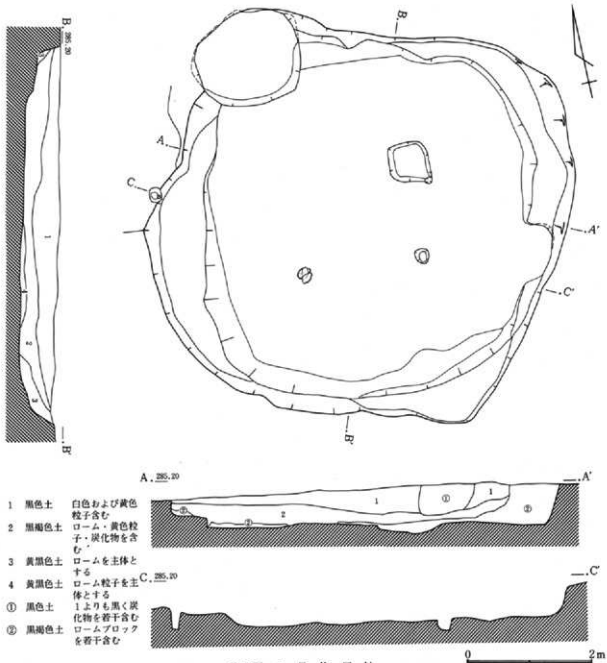 B. 285.20
1
2
3
B'
B
A
C
A'
C'
B'
1 黒色土 白色および黄色
粒子含む
2 黒褐色土 ローム・黄色粒
子・炭化物を含
む
3 黄黒色土 ロームを主体と
する
4 黄黒色土 ローム粒子を主
体とする
① 黒色土 1よりも黒く炭
化物を若干含む
② 黒褐色土 ロームブロック
を若干含む
A. 285.20
A'
1
①
1
②
2
②
②
C. 285.20
C'
0 2m